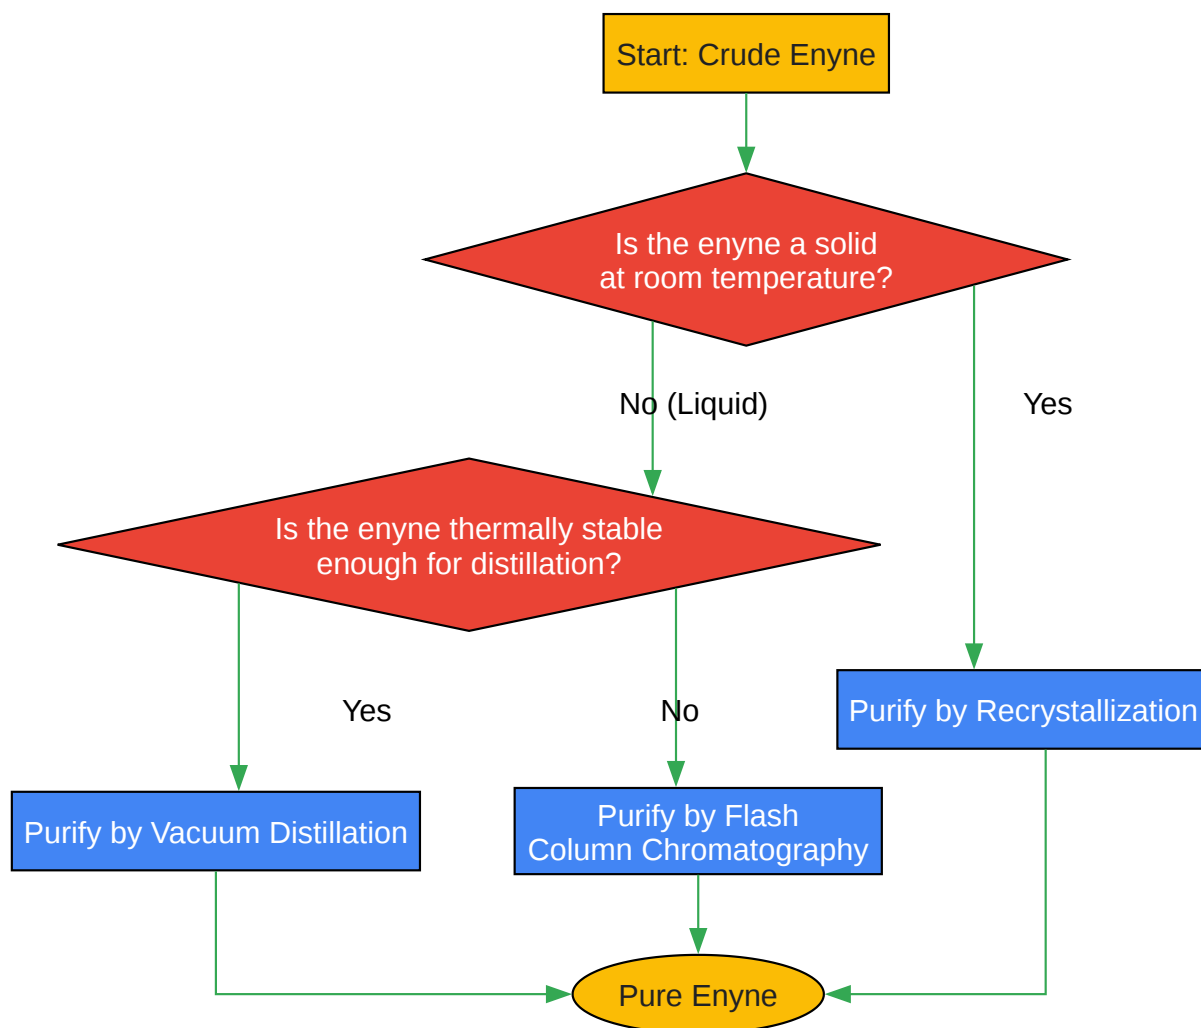 Start: Crude Enyne
Is the enyne a solid
at room temperature?
No (Liquid)
Yes
Is the enyne thermally stable
enough for distillation?
Yes
No
Purify by Recrystallization
Purify by Vacuum Distillation
Purify by Flash
Column Chromatography
Pure Enyne